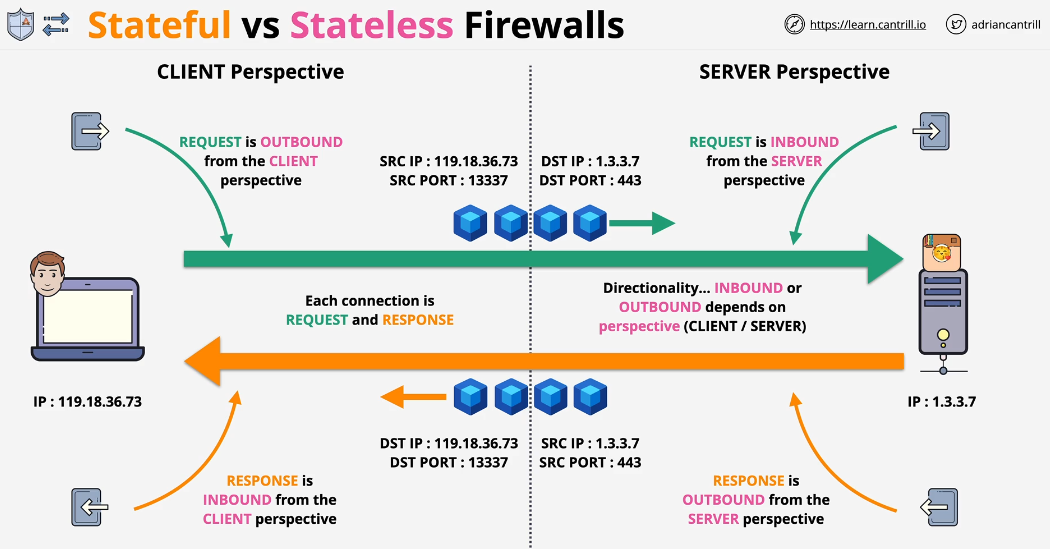 Stateful vs Stateless Firewalls
https://learn.cantrill.io
adriancantrill
CLIENT Perspective
SERVER Perspective
REQUEST is OUTBOUND
from the CLIENT
perspective
SRC IP : 119.18.36.73
SRC PORT : 13337
DST IP : 1.3.3.7
DST PORT : 443
REQUEST is INBOUND
from the SERVER
perspective
Each connection is
REQUEST and RESPONSE
Directionality... INBOUND or
OUTBOUND depends on
perspective (CLIENT / SERVER)
IP : 119.18.36.73
IP : 1.3.3.7
DST IP : 119.18.36.73
DST PORT : 13337
SRC IP : 1.3.3.7
SRC PORT : 443
RESPONSE is
INBOUND from the
CLIENT perspective
RESPONSE is
OUTBOUND from the
SERVER perspective